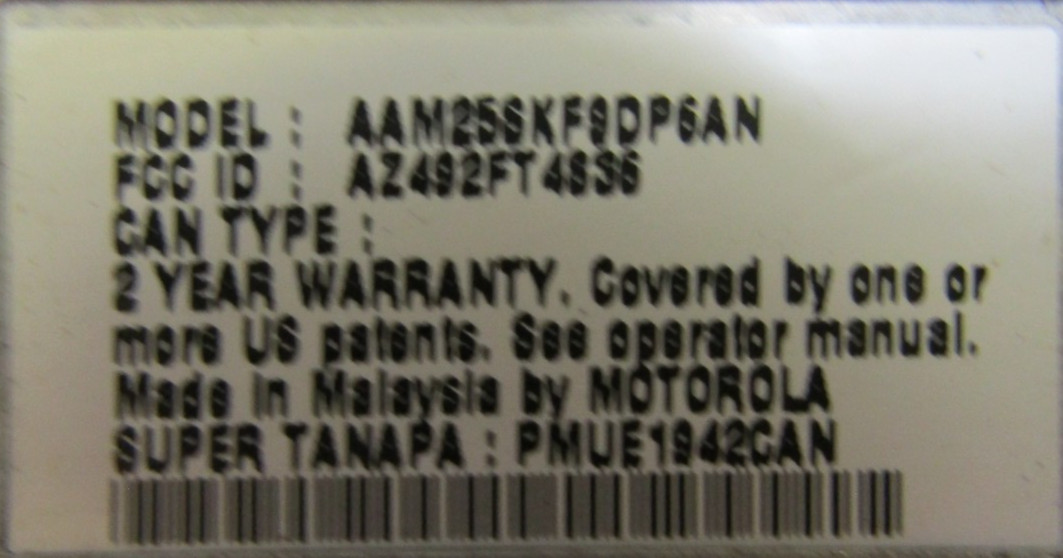 MODEL : AAM25SKF9DP6AN
FCC ID : AZ492FT4836
CAN TYPE :
2 YEAR WARRANTY. Covered by one or
more US patents. See operator manual.
Made in Malaysia by MOTOROLA
SUPER TANAPA : PMUE1942CAN